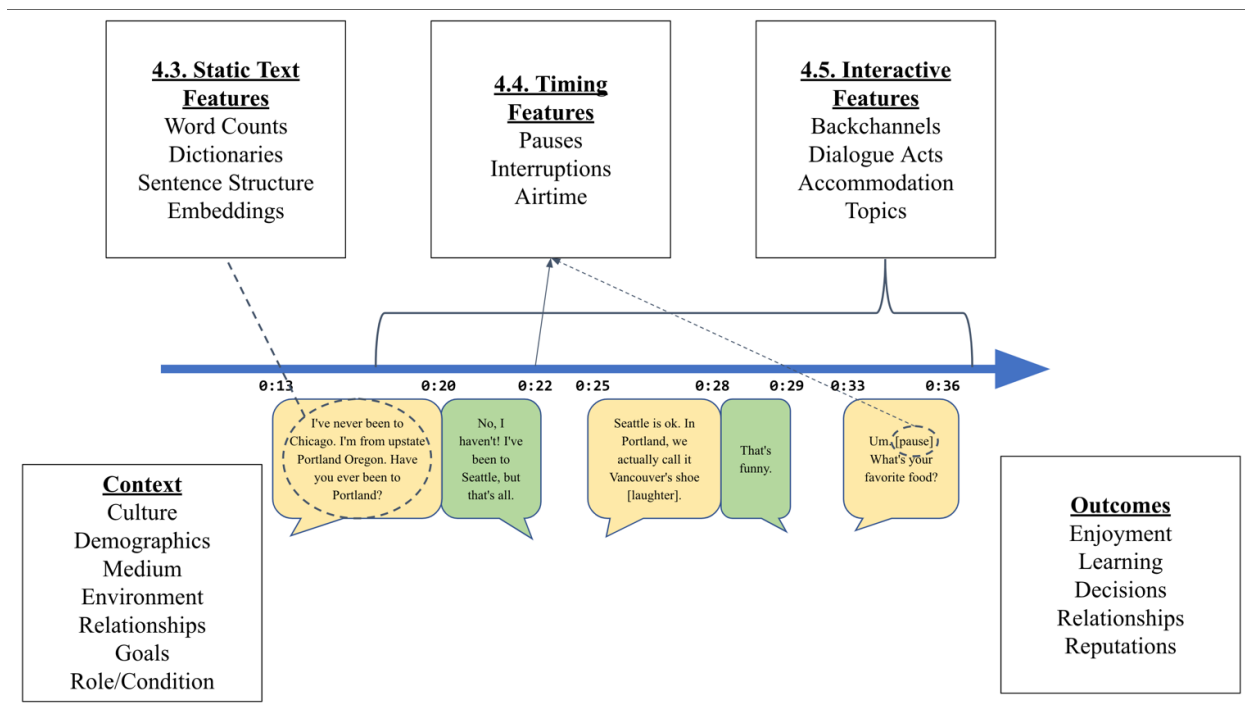 4.3. Static Text
Features
Word Counts
Dictionaries
Sentence Structure
Embeddings
4.4. Timing
Features
Pauses
Interruptions
Airtime
4.5. Interactive
Features
Backchannels
Dialogue Acts
Accommodation
Topics
0:13
0:20
0:22
0:25
0:28
0:29
0:33
0:36
I've never been to
Chicago. I'm from upstate
Portland Oregon. Have
you ever been to
Portland?
No, I
haven't! I've
been to
Seattle, but
that's all.
Seattle is ok. In
Portland, we
actually call it
Vancouver's shoe
[laughter].
That's
funny.
Um, [pause]
What's your
favorite food?
Context
Culture
Demographics
Medium
Environment
Relationships
Goals
Role/Condition
Outcomes
Enjoyment
Learning
Decisions
Relationships
Reputations